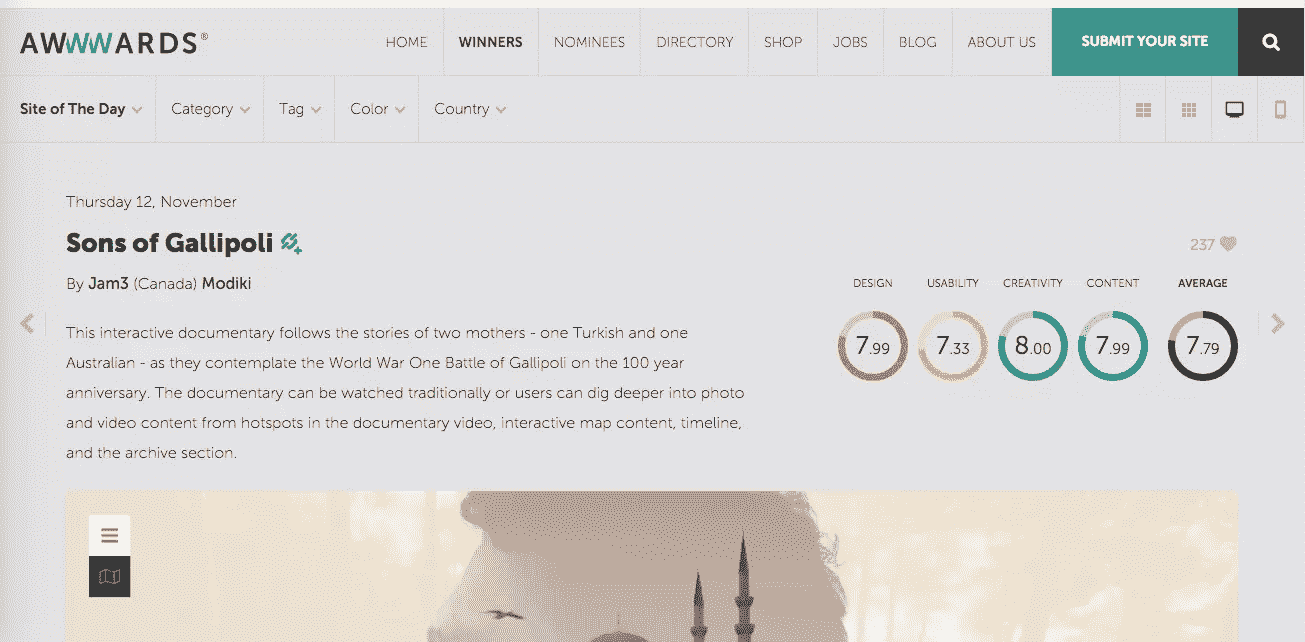 AWWWARDS®
HOME WINNERS NOMINEES DIRECTORY SHOP JOBS BLOG ABOUT US SUBMIT YOUR SITE
Site of The Day Category Tag Color Country
Thursday 12, November
Sons of Gallipoli
237
By Jam3 (Canada) Modiki
DESIGN USABILITY CREATIVITY CONTENT AVERAGE
7.99 7.33 8.00 7.99 7.79
This interactive documentary follows the stories of two mothers - one Turkish and one
Australian - as they contemplate the World War One Battle of Gallipoli on the 100 year
anniversary. The documentary can be watched traditionally or users can dig deeper into photo
and video content from hotspots in the documentary video, interactive map content, timeline,
and the archive section.